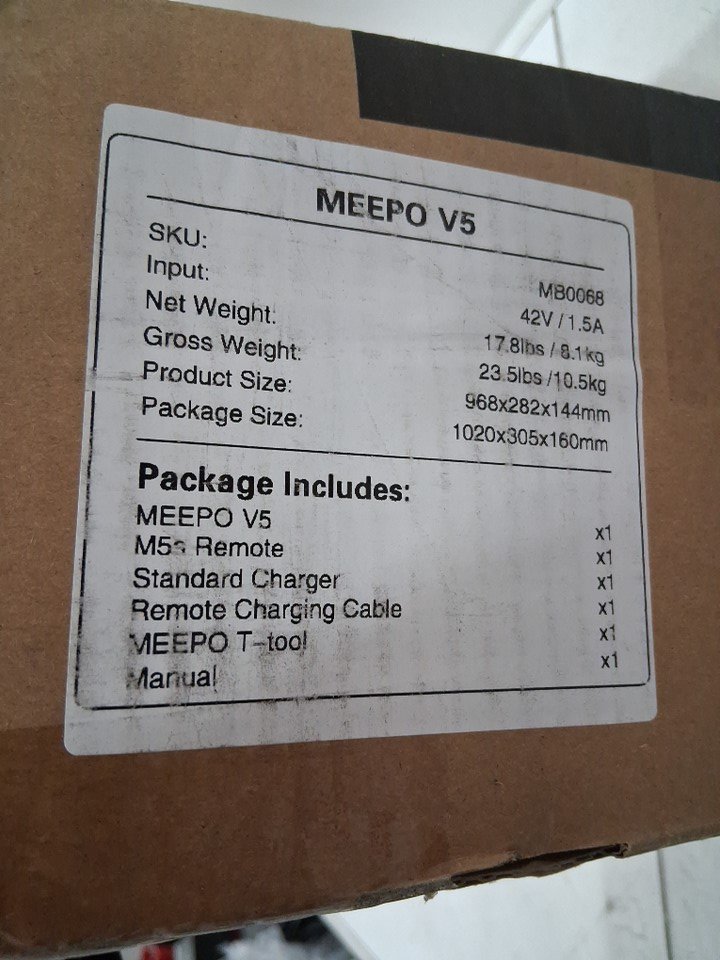 MEEPO V5
SKU: MB0068
Input: 42V / 1.5A
Net Weight: 17.8lbs / 8.1kg
Gross Weight: 23.5lbs /10.5kg
Product Size: 968x282x144mm
Package Size: 1020x305x160mm
Package Includes:
MEEPO V5 x1
M5s Remote x1
Standard Charger x1
Remote Charging Cable x1
MEEPO T-tool x1
Manual x1